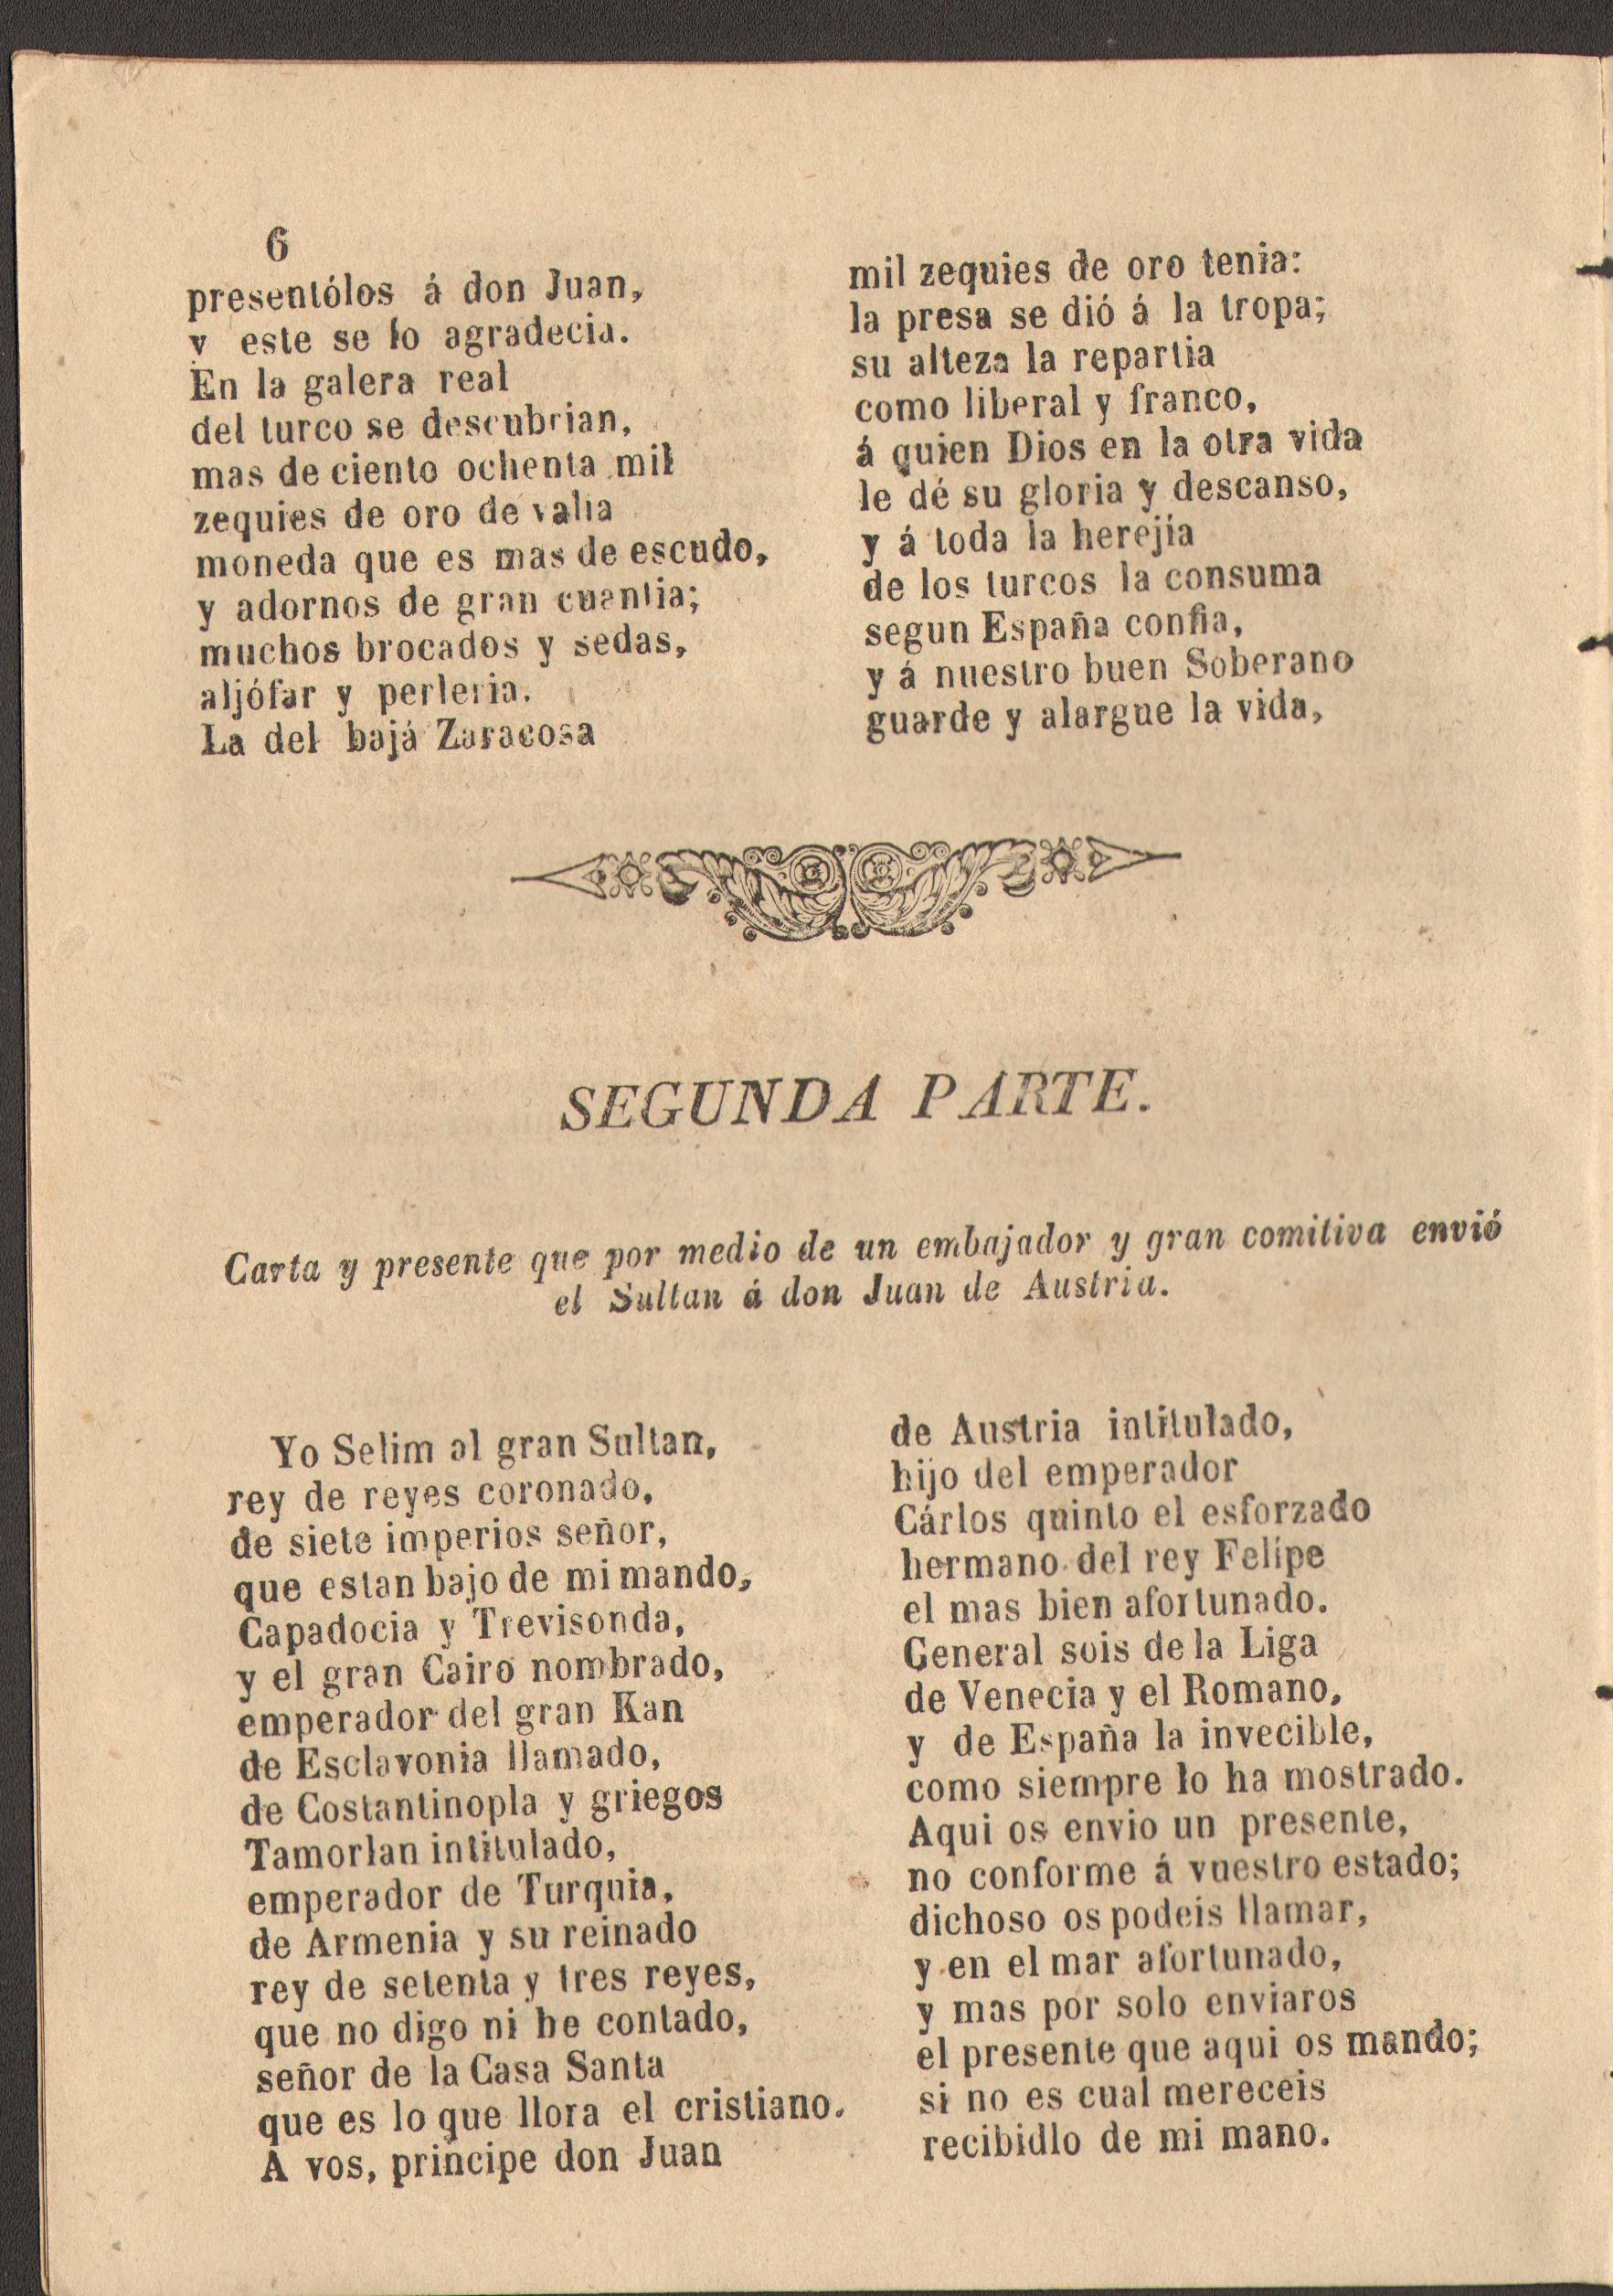 6
presentólos á don Juan,
y este se lo agradecia.
En la galera real
del turco se descubrian,
mas de ciento ochenta mil
zequies de oro de valia
moneda que es mas de escudo,
y adornos de gran cuantia;
muchos brocados y sedas,
aljófar y perleria.
La del bajá Zaracosa
mil zequies de oro tenia:
la presa se dió á la tropa;
su alteza la repartia
como liberal y franco,
á quien Dios en la otra vida
le dé su gloria y descanso,
y á toda la herejía
de los turcos la consuma
segun España confia,
y á nuestro buen Soberano
guarde y alargue la vida,
SEGUNDA PARTE.
Carta y presente que por medio de un embajador y gran comitiva envió
el Sultan á don Juan de Austria.
Yo Selim al gran Sultan,
rey de reyes coronado,
de siete imperios señor,
que estan bajo de mi mando,
Capadocia y Trevisonda,
y el gran Cairo nombrado,
emperador del gran Kan
de Esclavonia llamado,
de Costantinopla y griegos
Tamorlan intitulado,
emperador de Turquia,
de Armenia y su reinado
rey de setenta y tres reyes,
que no digo ni he contado,
señor de la Casa Santa
que es lo que llora el cristiano.
A vos, principe don Juan
de Austria intitulado,
hijo del emperador
Cárlos quinto el esforzado
hermano del rey Felipe
el mas bien afortunado.
General sois de la Liga
de Venecia y el Romano,
y de España la invecible,
como siempre lo ha mostrado.
Aqui os envio un presente,
no conforme á vuestro estado;
dichoso os podeis llamar,
y en el mar afortunado,
y mas por solo enviaros
el presente que aqui os mando;
si no es cual mereceis
recibidlo de mi mano.